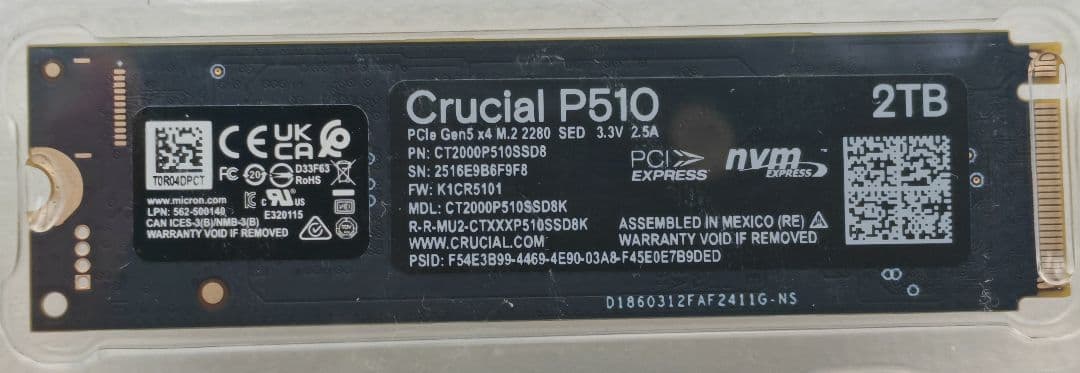 T0R04DPCT
CE UK CA
FC 20 D33F63
RoHS
www.micron.com
LPN: 562-500140
c US
E320115
CAN ICES-3(B)/NMB-3(B)
WARRANTY VOID IF REMOVED
Crucial P510
2TB
PCIe Gen5 x4 M.2 2280 SED 3.3V 2.5A
PN: CT2000P510SSD8
SN: 2516E9B6F9F8
FW: K1CR5101
MDL: CT2000P510SSD8K
R-R-MU2-CTXXXP510SSD8K
WWW.CRUCIAL.COM
PSID: F54E3B99-4469-4E90-03A8-F45E0E7B9DED
PCI
EXPRESS
nvm
EXPRESS
ASSEMBLED IN MEXICO (RE)
WARRANTY VOID IF REMOVED
D1860312FAF2411G-NS